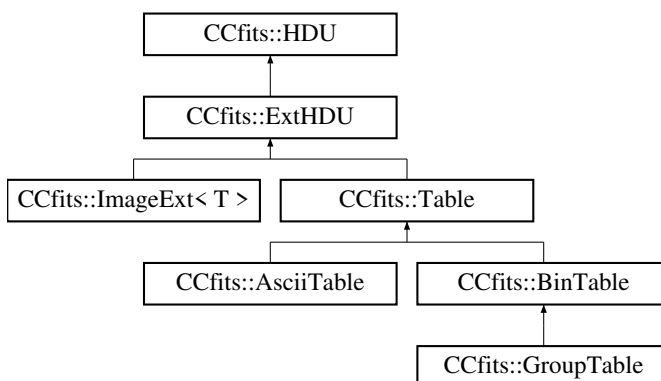 CCfits::HDU
CCfits::ExtHDU
CCfits::ImageExt< T >
CCfits::Table
CCfits::AsciiTable
CCfits::BinTable
CCfits::GroupTable